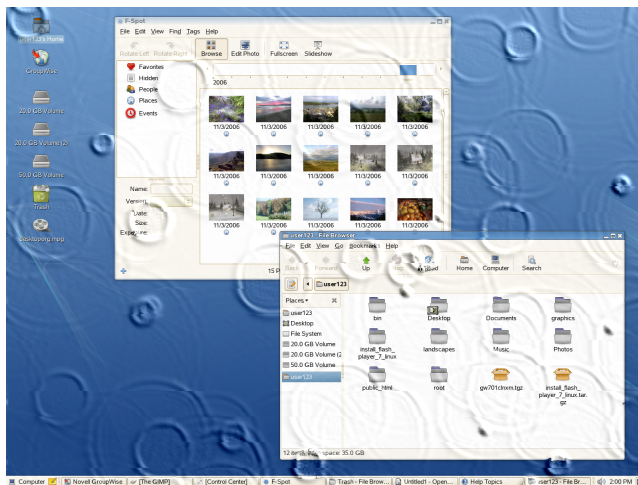 F-Spot
File Edit View Find Tags Help
Rotate Left Rotate Right Browse Edit Photo Fullscreen Slideshow
Favorites
Hidden
People
Places
Events
2006
11/3/2006 11/3/2006 11/3/2006 11/3/2006 11/3/2006
11/3/2006 11/3/2006 11/3/2006 11/3/2006 11/3/2006
11/3/2006 11/3/2006 11/3/2006 11/3/2006 11/3/2006
Name:
Version:
Date:
Size:
Exposure:
15 P
Home
GroupWise
20.0 GB Volume
20.0 GB Volume (2)
50.0 GB Volume
Trash
desktoporg.mpg
user123 - File Browser
File Edit View Go Bookmarks Help
Back Forward Up Stop Reload Home Computer Search
user123
Places
user123
Desktop
File System
20.0 GB Volume
20.0 GB Volume (2
50.0 GB Volume
user123
bin Desktop Documents graphics
install_flash_
player_7_linux
landscapes Music Photos
public_html root gw701clnxm.tgz
install_flash_
player_7_linux.tar.
gz
12 items, space: 35.0 GB
Computer Novell GroupWise [The GIMP] [Control Center] F-Spot Trash - File Brow... Untitled1 - Open... Help Topics user123 - File Br... 2:00 PM